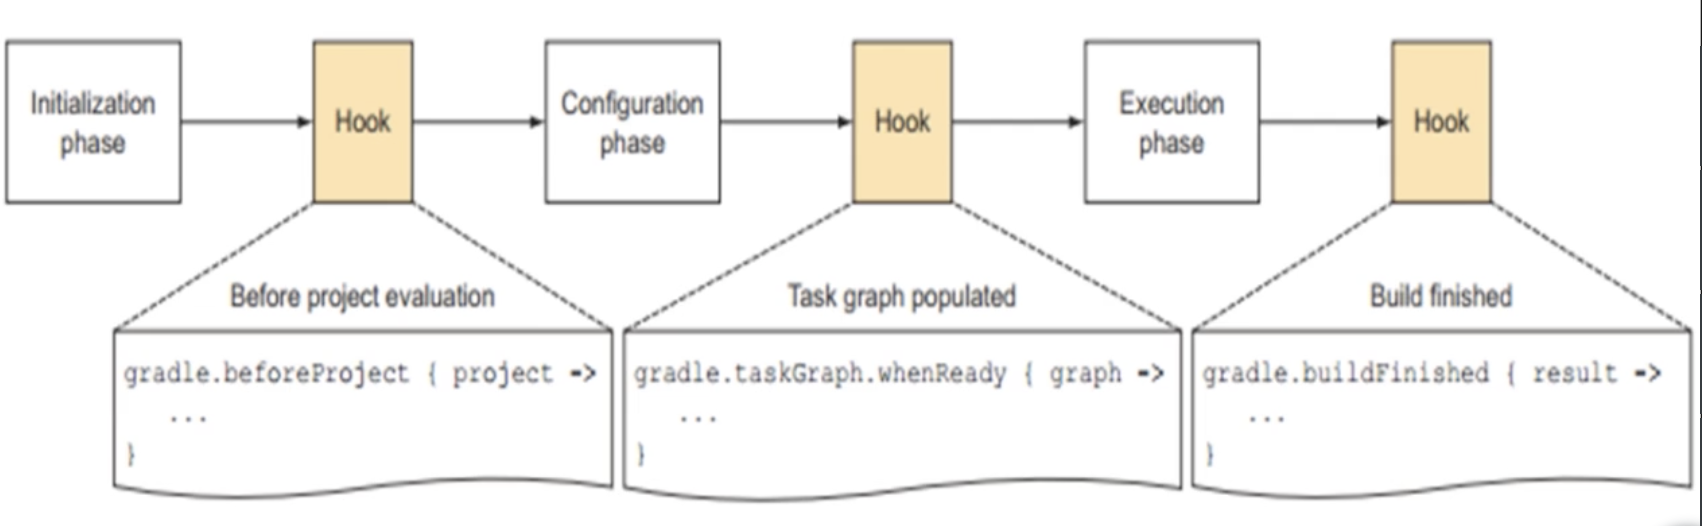 Initialization
phase
Hook
Configuration
phase
Hook
Execution
phase
Hook
Before project evaluation
gradle.beforeProject { project ->
...
}
Task graph populated
gradle.taskGraph.whenReady { graph ->
...
}
Build finished
gradle.buildFinished { result ->
...
}